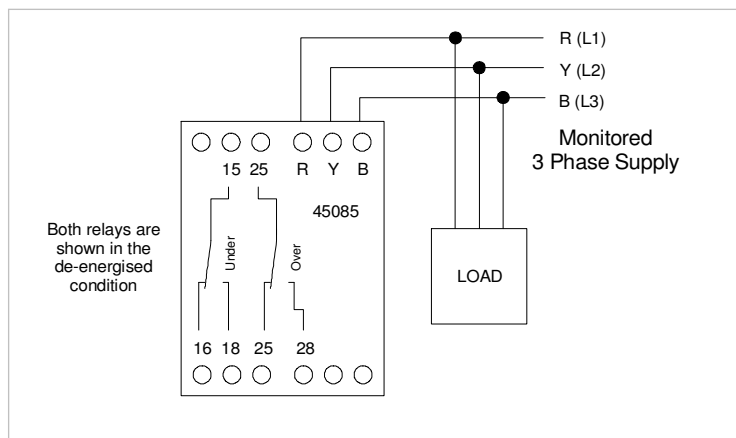 R (L1)
Y (L2)
B (L3)
Monitored
3 Phase Supply
15 25 R Y B
45085
Both relays are
shown in the
de-energised
condition
Under
Over
LOAD
16 18 25 28